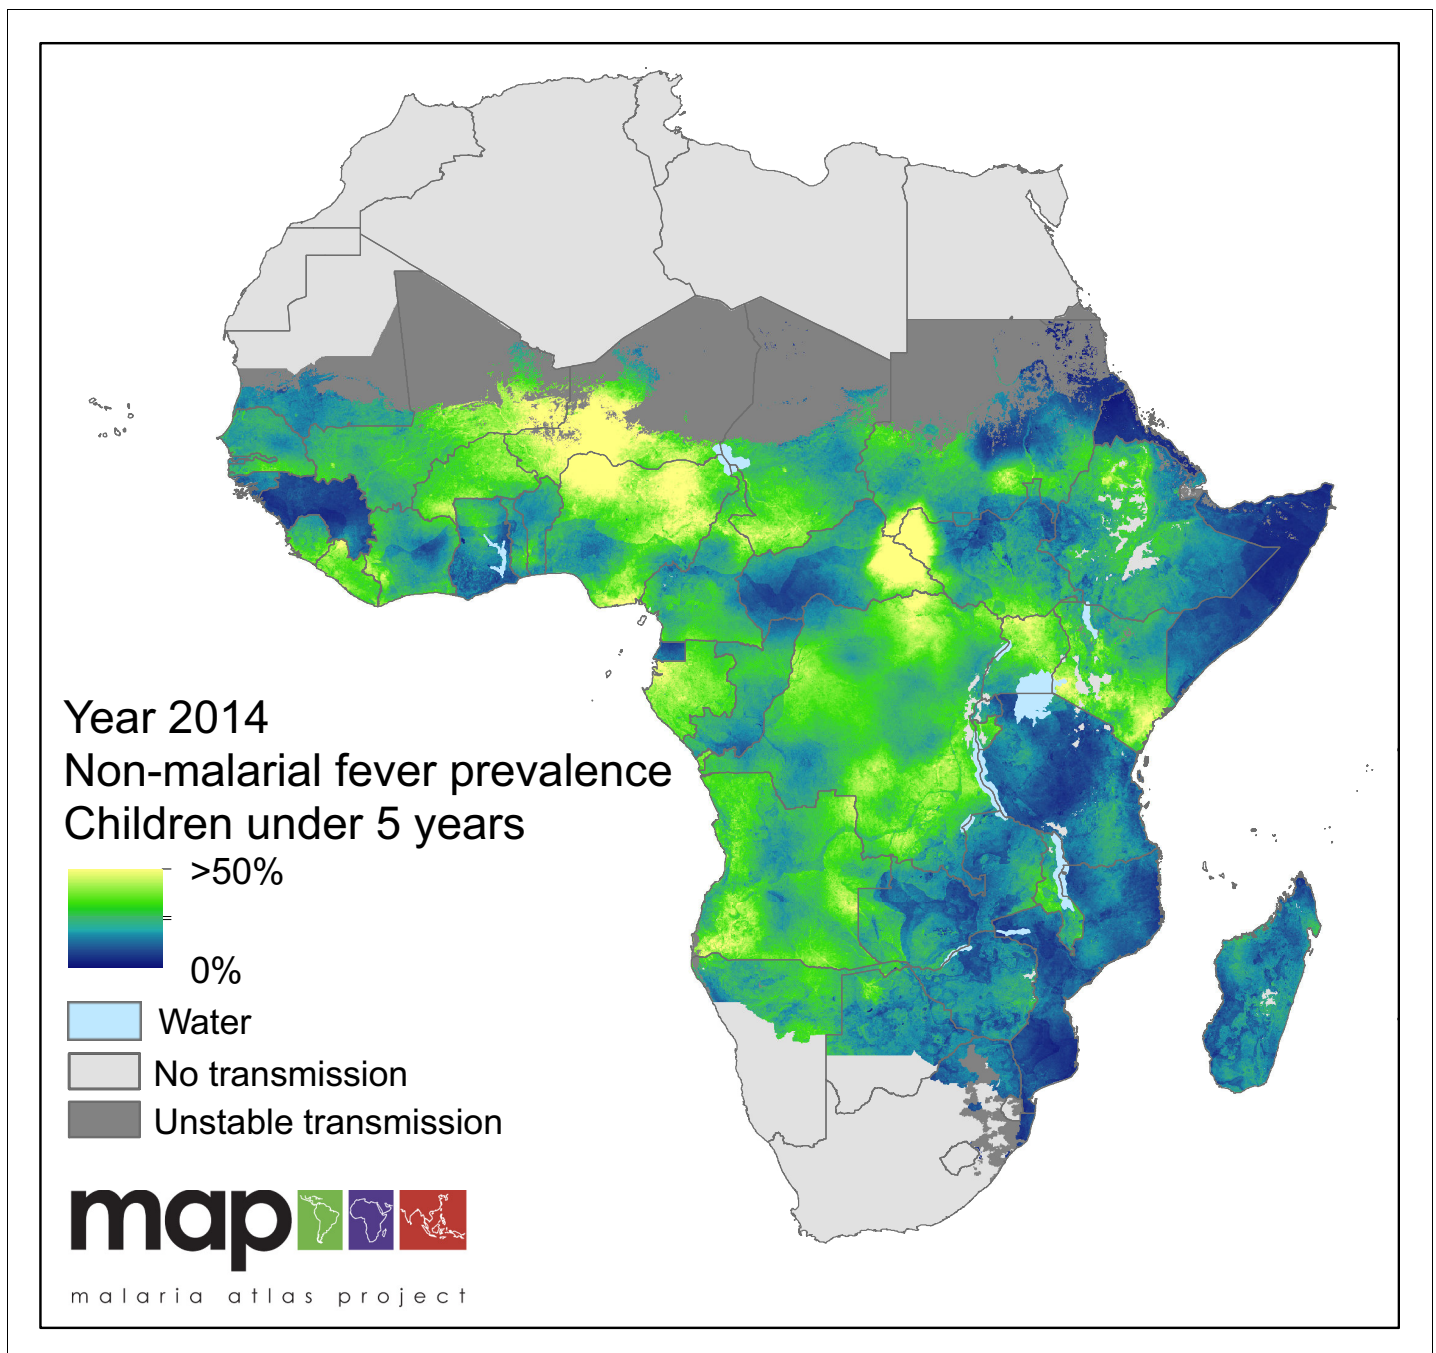 Year 2014
Non-malarial fever prevalence
Children under 5 years
>50%
0%
Water
No transmission
Unstable transmission
map
malaria atlas project